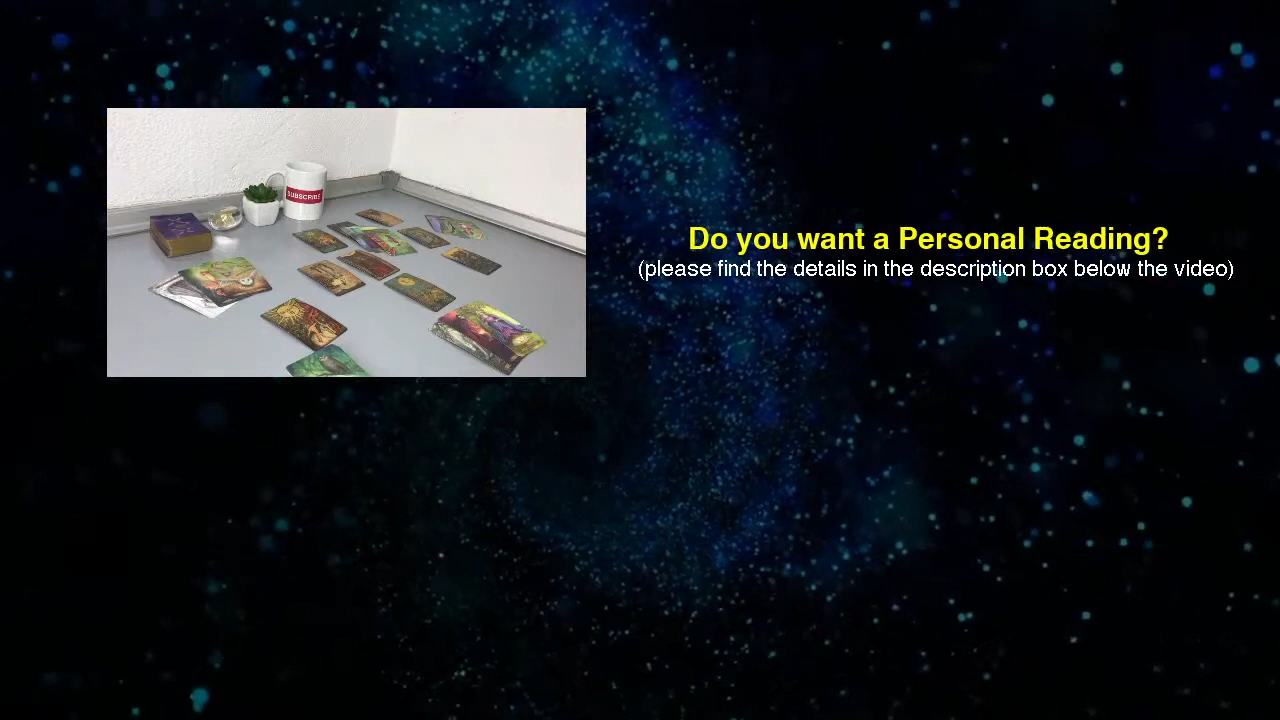 SUBSCRIBE
Do you want a Personal Reading?
(please find the details in the description box below the video)